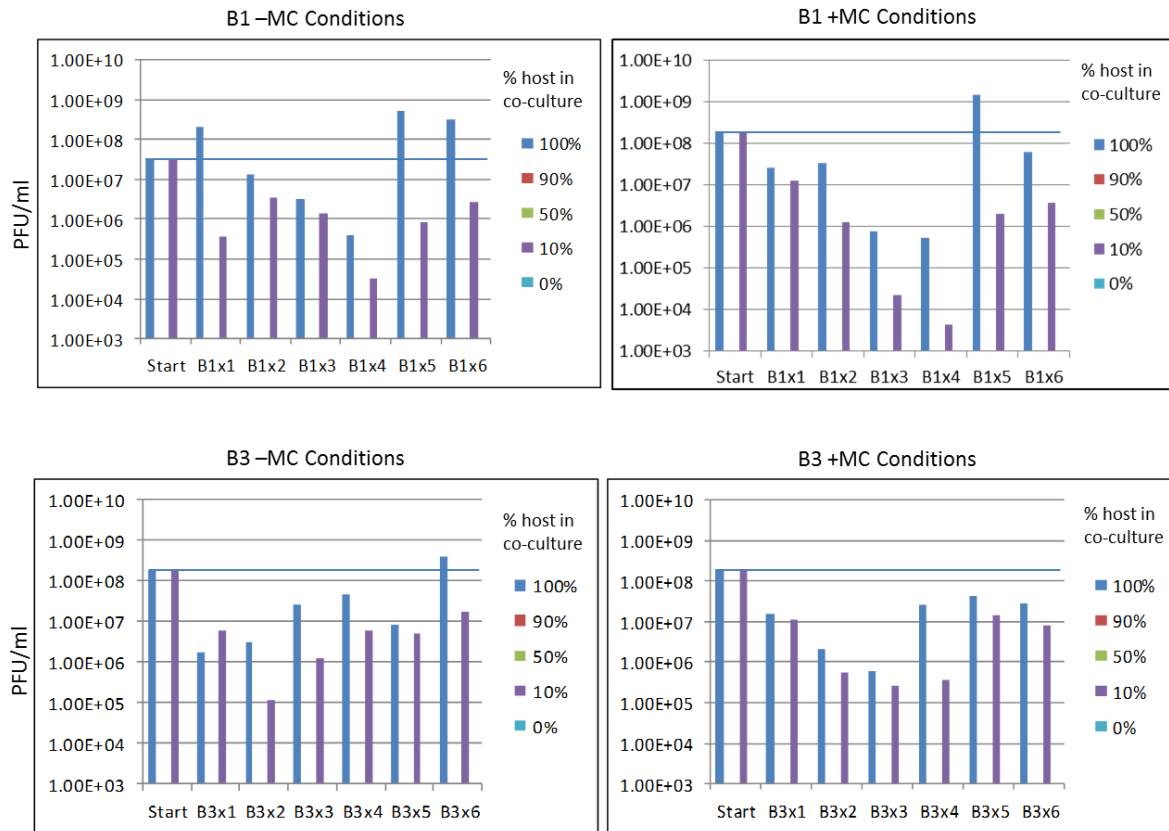 B1 –MC Conditions
1.00E+10
1.00E+09
1.00E+08
1.00E+07
1.00E+06
1.00E+05
1.00E+04
1.00E+03
PFU/ml
Start B1x1 B1x2 B1x3 B1x4 B1x5 B1x6
% host in
co-culture
100%
90%
50%
10%
0%
B1 +MC Conditions
1.00E+10
1.00E+09
1.00E+08
1.00E+07
1.00E+06
1.00E+05
1.00E+04
1.00E+03
Start B1x1 B1x2 B1x3 B1x4 B1x5 B1x6
% host in
co-culture
100%
90%
50%
10%
0%
B3 –MC Conditions
1.00E+10
1.00E+09
1.00E+08
1.00E+07
1.00E+06
1.00E+05
1.00E+04
1.00E+03
PFU/ml
Start B3x1 B3x2 B3x3 B3x4 B3x5 B3x6
% host in
co-culture
100%
90%
50%
10%
0%
B3 +MC Conditions
1.00E+10
1.00E+09
1.00E+08
1.00E+07
1.00E+06
1.00E+05
1.00E+04
1.00E+03
Start B3x1 B3x2 B3x3 B3x4 B3x5 B3x6
% host in
co-culture
100%
90%
50%
10%
0%